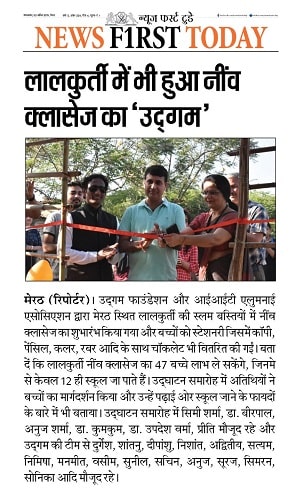 न्यूज फर्स्ट टुडे
NEWS F1RST TODAY
लालकुर्ती में भी हुआ नींव
क्लासेज का ‘उद्गम’
मेरठ (रिपोर्टर)। उद्गम फाउंडेशन और आईआईटी एलुमनाई
एसोसिएशन द्वारा मेरठ स्थित लालकुर्ती की स्लम बस्तियों में नींव
क्लासेज का शुभारंभ किया गया और बच्चों को स्टेशनरी जिसमें कॉपी,
पेंसिल, कलर, रबर आदि के साथ चॉकलेट भी वितरित की गई। बता
दें कि लालकुर्ती नींव क्लासेज का 47 बच्चे लाभ ले सकेंगे, जिनमे
से केवल 12 ही स्कूल जा पाते हैं। उद्घाटन समारोह में अतिथियों ने
बच्चों का मार्गदर्शन किया और उन्हें पढ़ाई ओर स्कूल जाने के फायदों
के बारे में भी बताया। उद्घाटन समारोह में सिमी शर्मा, डा. वीरपाल,
अनुज शर्मा, डा. कुमकुम, डा. उपदेश वर्मा, प्रीति मौजूद रहे और
उद्गम की टीम से दुर्गेश, शांतनु, दीपांशु, निशांत, अद्वितीय, सत्यम,
निमिषा, मनमीत, वसीम, सुनील, सचिन, अनुज, सूरज, सिमरन,
सोनिका आदि मौजूद रहे।